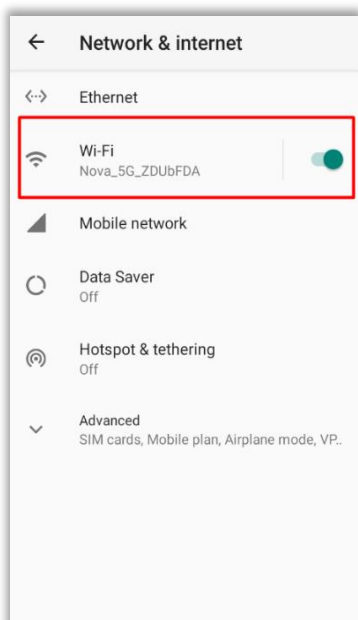 Network & internet
Ethernet
Wi-Fi
Nova_5G_ZDUbFDA
Mobile network
Data Saver
Off
Hotspot & tethering
Off
Advanced
SIM cards, Mobile plan, Airplane mode, VP..